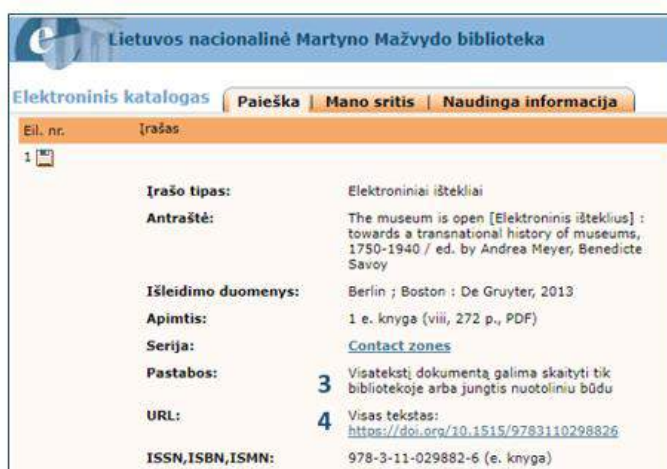 e
Lietuvos nacionalinė Martyno Mažvydo biblioteka
Elektroninis katalogas Paieška | Mano sritis | Naudinga informacija
Eil. nr. Įrašas
1
Įrašo tipas: Elektroniniai ištekliai
Antraštė: The museum is open [Elektroninis išteklius] :
towards a transnational history of museums,
1750-1940 / ed. by Andrea Meyer, Benedicte
Savoy
Išleidimo duomenys: Berlin ; Boston : De Gruyter, 2013
Apimtis: 1 e. knyga (viii, 272 p., PDF)
Serija: Contact zones
Pastabos: 3 Visatekstį dokumentą galima skaityti tik
bibliotekoje arba jungtis nuotoliniu būdu
URL: 4 Visas tekstas:
https://doi.org/10.1515/9783110298826
ISSN,ISBN,ISMN: 978-3-11-029882-6 (e. knyga)